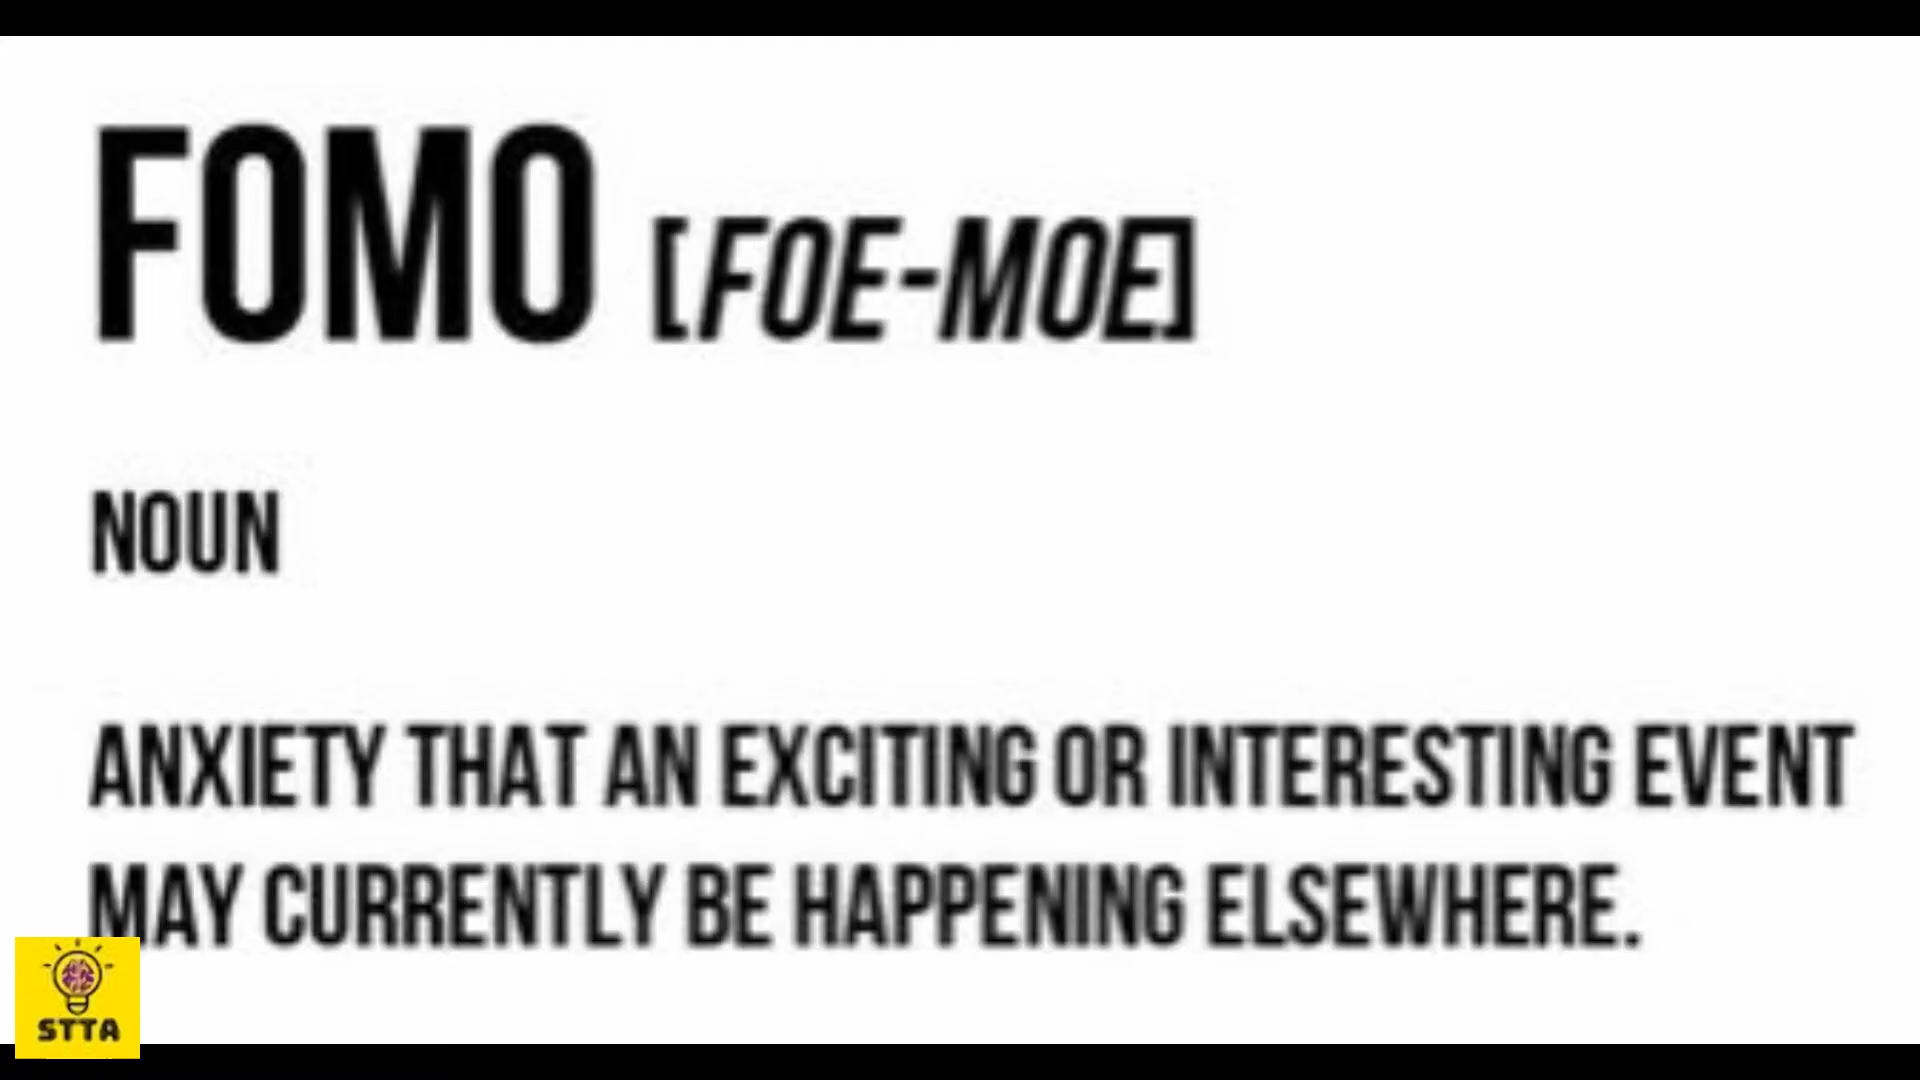 FOMO [FOE-MOE]
NOUN
ANXIETY THAT AN EXCITING OR INTERESTING EVENT
MAY CURRENTLY BE HAPPENING ELSEWHERE.
STTA